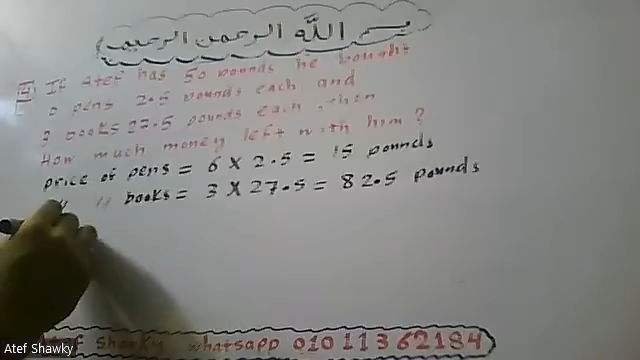 بسم الله الرحمن الرحيم
[4] If Atef has 50 pounds he bought
6 pens 2.5 pounds each and
3 books 27.5 pounds each, then
How much money left with him?
price of pens = 6 X 2.5 = 15 pounds
〃 〃 books = 3 X 27.5 = 82.5 pounds
Atef Shawky whatsapp 01011362184
Atef Shawky